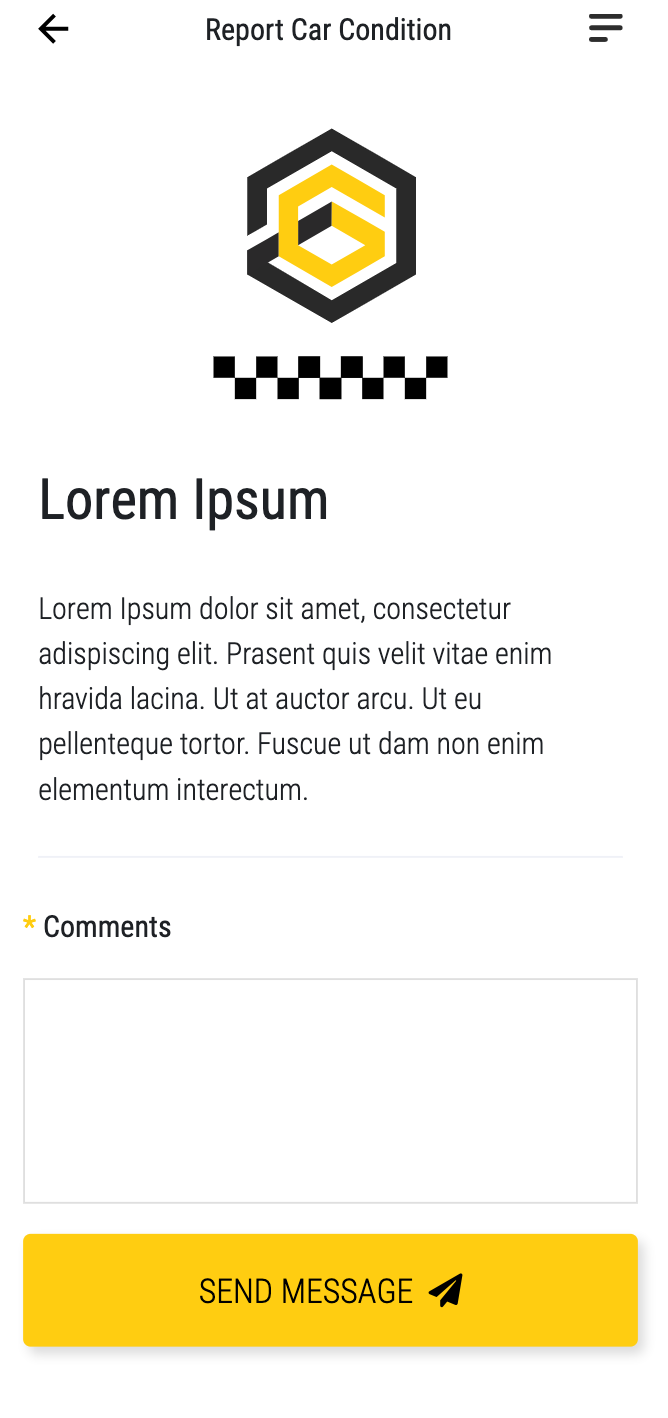 Report Car Condition
Lorem Ipsum
Lorem Ipsum dolor sit amet, consectetur
adispiscing elit. Prasent quis velit vitae enim
hravida lacina. Ut at auctor arcu. Ut eu
pellenteque tortor. Fuscue ut dam non enim
elementum interectum.
* Comments
SEND MESSAGE